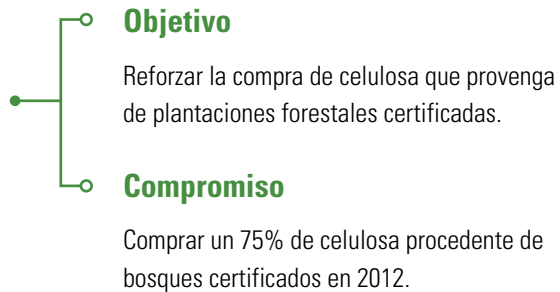 Objetivo
Reforzar la compra de celulosa que provenga
de plantaciones forestales certificadas.
Compromiso
Comprar un 75% de celulosa procedente de
bosques certificados en 2012.